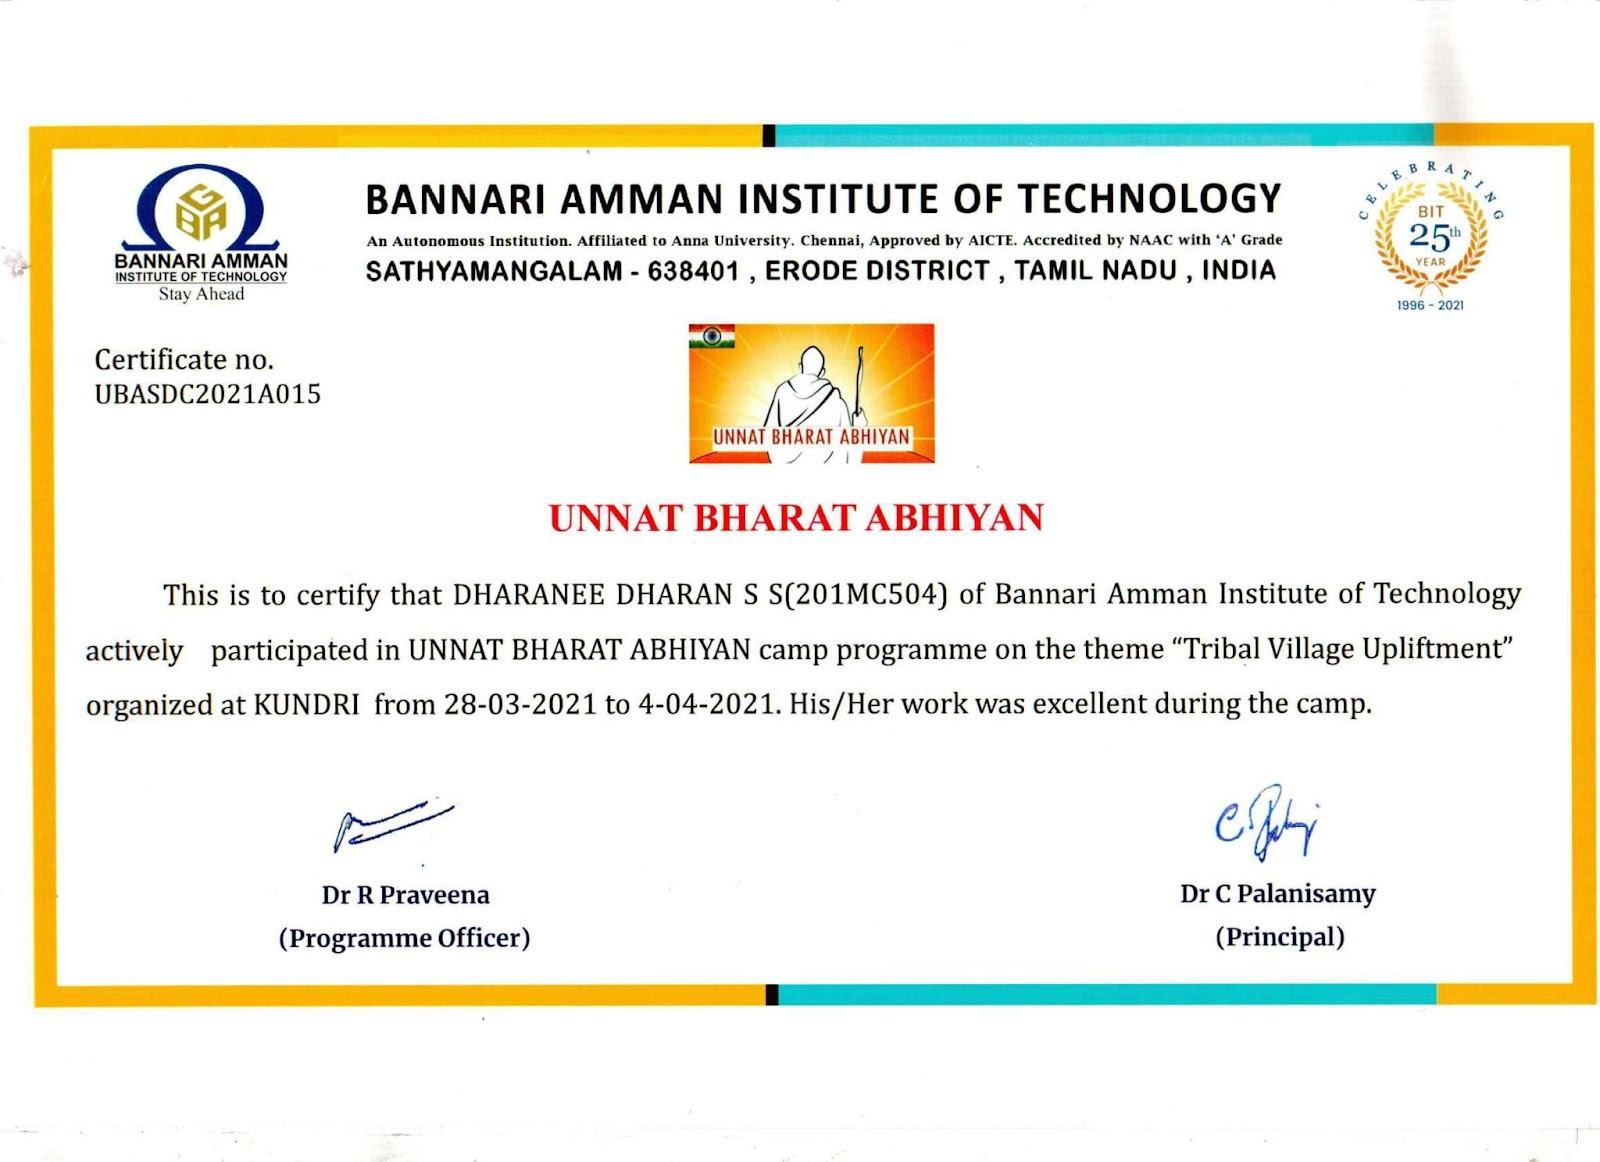 BANNARI AMMAN
INSTITUTE OF TECHNOLOGY
Stay Ahead
BANNARI AMMAN INSTITUTE OF TECHNOLOGY
An Autonomous Institution. Affiliated to Anna University. Chennai, Approved by AICTE. Accredited by NAAC with ‘A’ Grade
SATHYAMANGALAM - 638401 , ERODE DISTRICT , TAMIL NADU , INDIA
CELEBRATING
BIT
25th
YEAR
1996 - 2021
Certificate no.
UBASDC2021A015
UNNAT BHARAT ABHIYAN
UNNAT BHARAT ABHIYAN
This is to certify that DHARANEE DHARAN S S(201MC504) of Bannari Amman Institute of Technology
actively participated in UNNAT BHARAT ABHIYAN camp programme on the theme “Tribal Village Upliftment”
organized at KUNDRI from 28-03-2021 to 4-04-2021. His/Her work was excellent during the camp.
Dr R Praveena
(Programme Officer)
Dr C Palanisamy
(Principal)